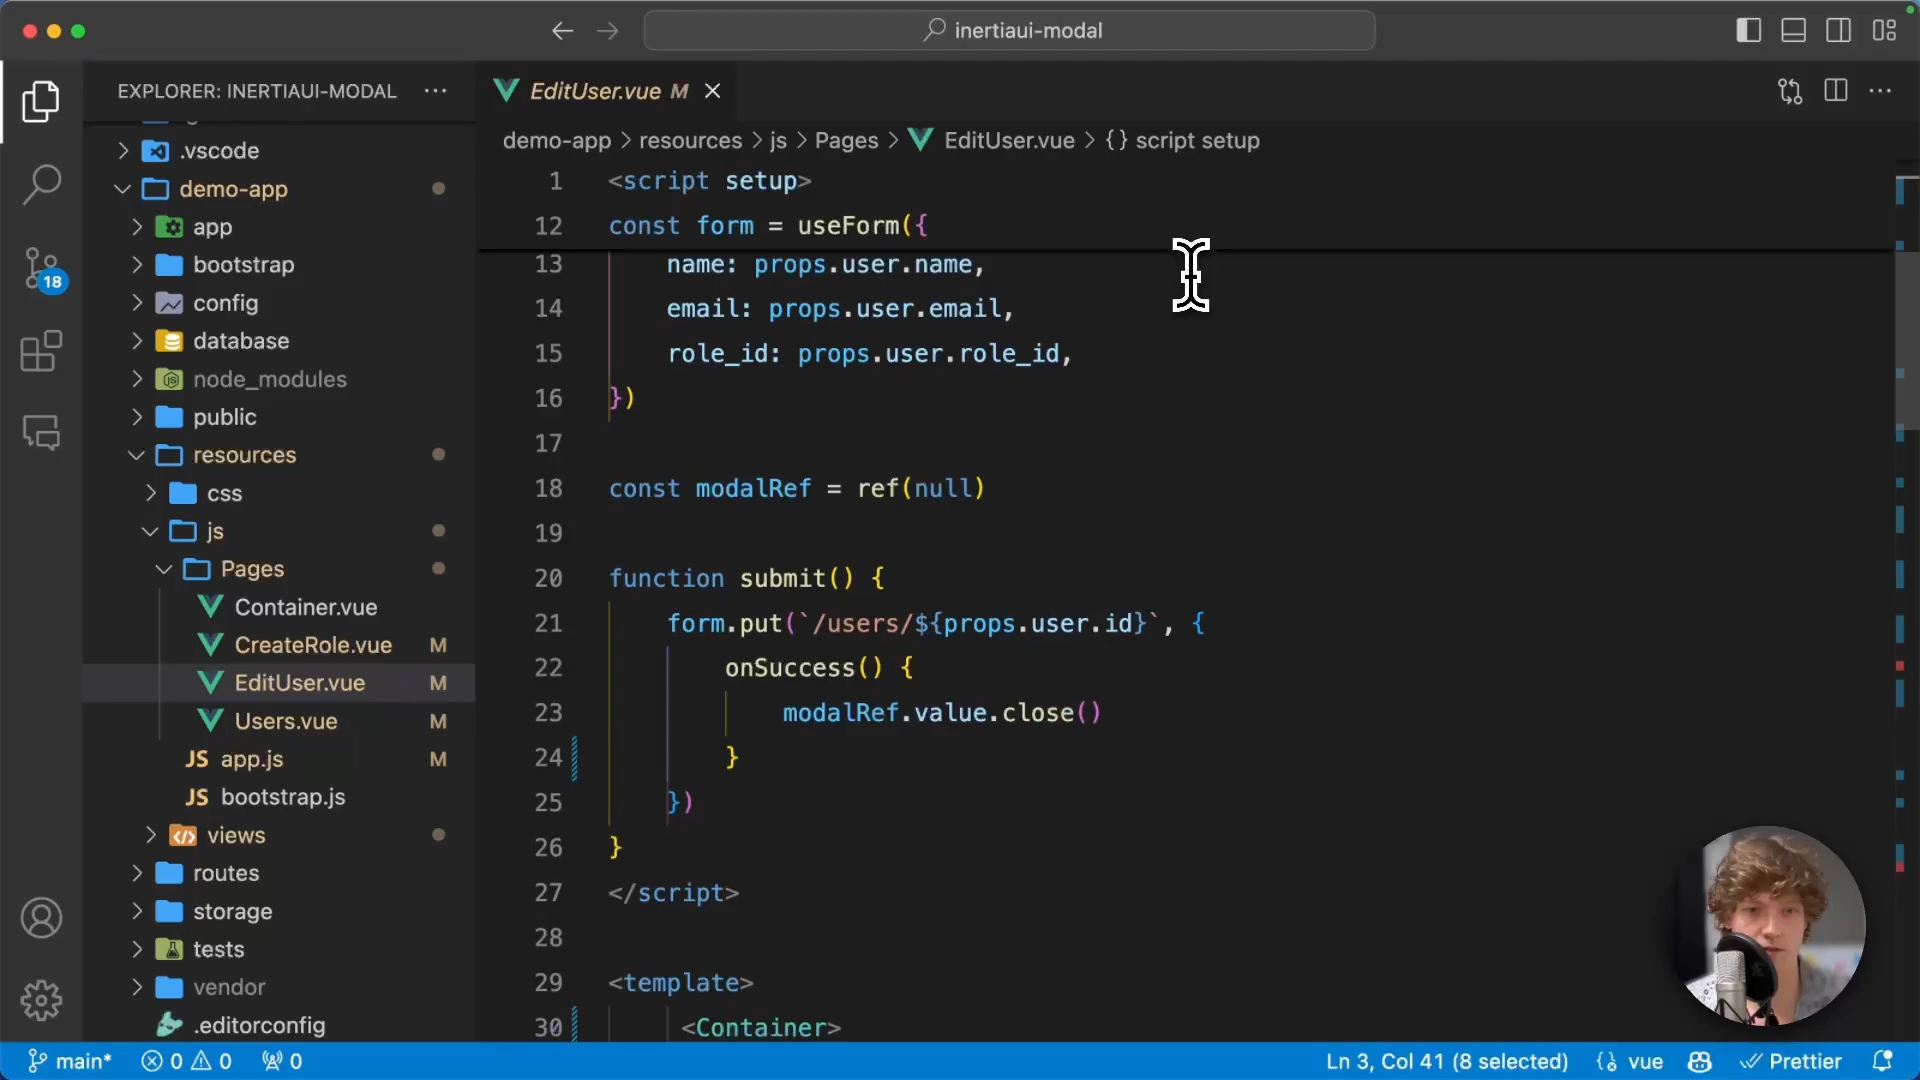 inertiaui-modal
EXPLORER: INERTIAUI-MODAL
EditUser.vue M
demo-app > resources > js > Pages > EditUser.vue > {} script setup
.vscode
demo-app
app
bootstrap
config
database
node_modules
public
resources
css
js
Pages
Container.vue
CreateRole.vue M
EditUser.vue M
Users.vue M
JS app.js M
JS bootstrap.js
views
routes
storage
tests
vendor
.editorconfig
18
1 <script setup>
12 const form = useForm({
13 name: props.user.name,
14 email: props.user.email,
15 role_id: props.user.role_id,
16 })
17
18 const modalRef = ref(null)
19
20 function submit() {
21 form.put(`/users/${props.user.id}`, {
22 onSuccess() {
23 modalRef.value.close()
24 }
25 })
26 }
27 </script>
28
29 <template>
30 <Container>
main* 0 0 0
Ln 3, Col 41 (8 selected) vue Prettier